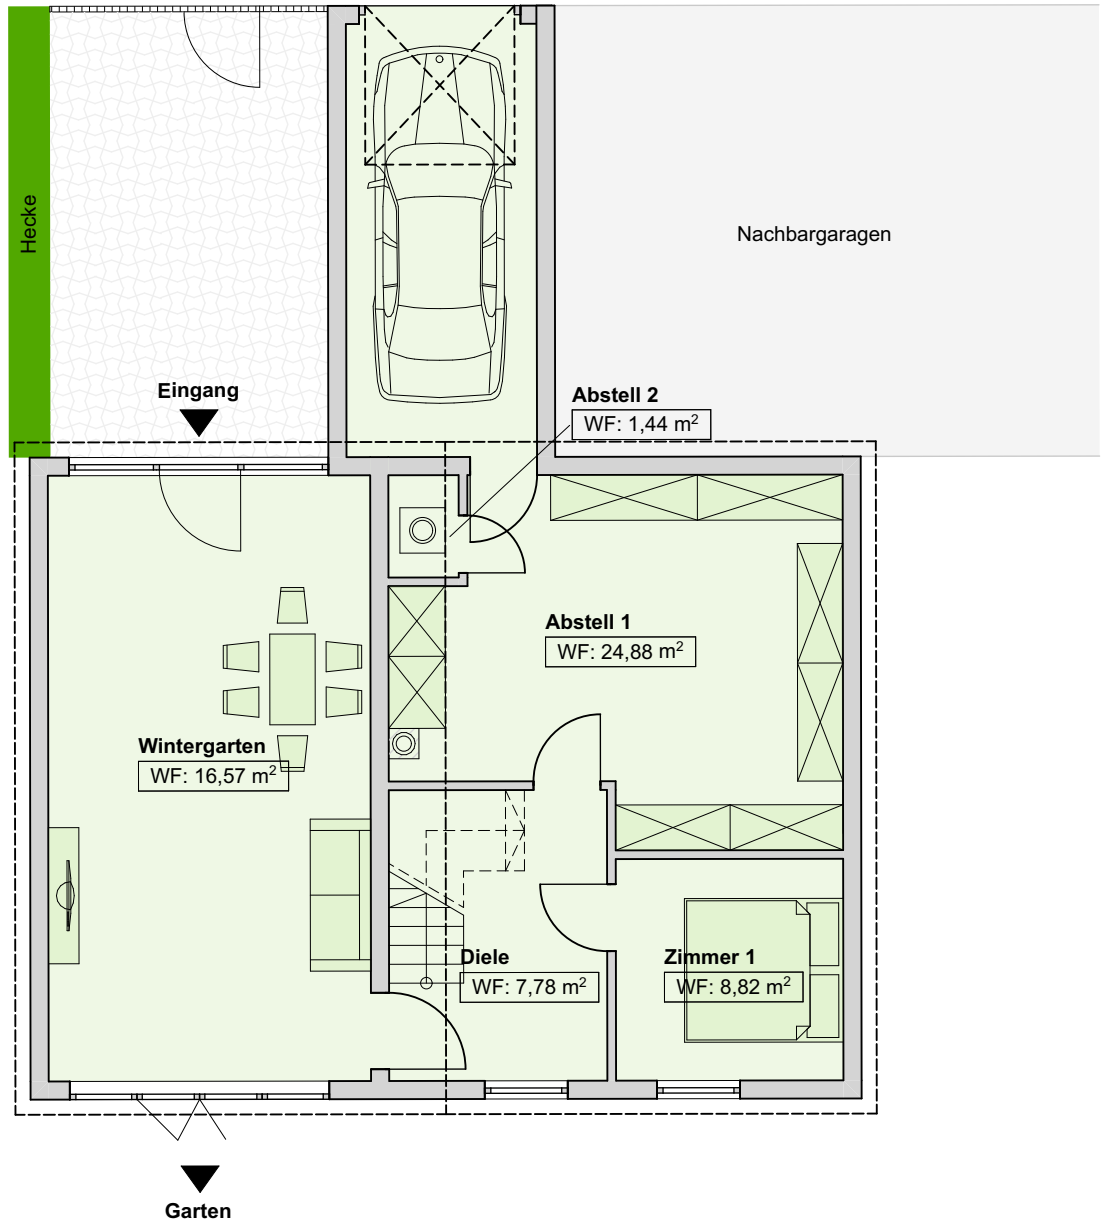 Hecke
Nachbargaragen
Eingang
Abstell 2
WF: 1,44 m²
Abstell 1
WF: 24,88 m²
Wintergarten
WF: 16,57 m²
Diele
WF: 7,78 m²
Zimmer 1
WF: 8,82 m²
Garten